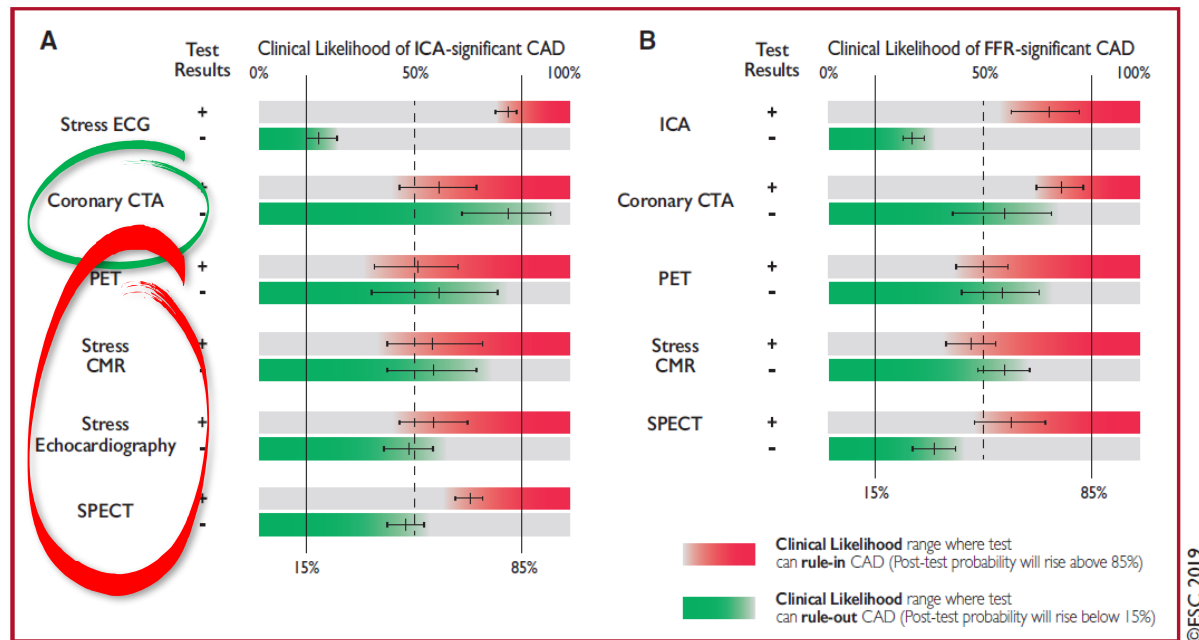 A
Test
Results
Clinical Likelihood of ICA-significant CAD
0% 50% 100%
Stress ECG
+
-
Coronary CTA
+
-
PET
+
-
Stress
CMR
+
-
Stress
Echocardiography
+
-
SPECT
+
-
15% 85%
B
Test
Results
Clinical Likelihood of FFR-significant CAD
0% 50% 100%
ICA
+
-
Coronary CTA
+
-
PET
+
-
Stress
CMR
+
-
SPECT
+
-
15% 85%
Clinical Likelihood range where test
can rule-in CAD (Post-test probability will rise above 85%)
Clinical Likelihood range where test
can rule-out CAD (Post-test probability will rise below 15%)
©ESC 2019